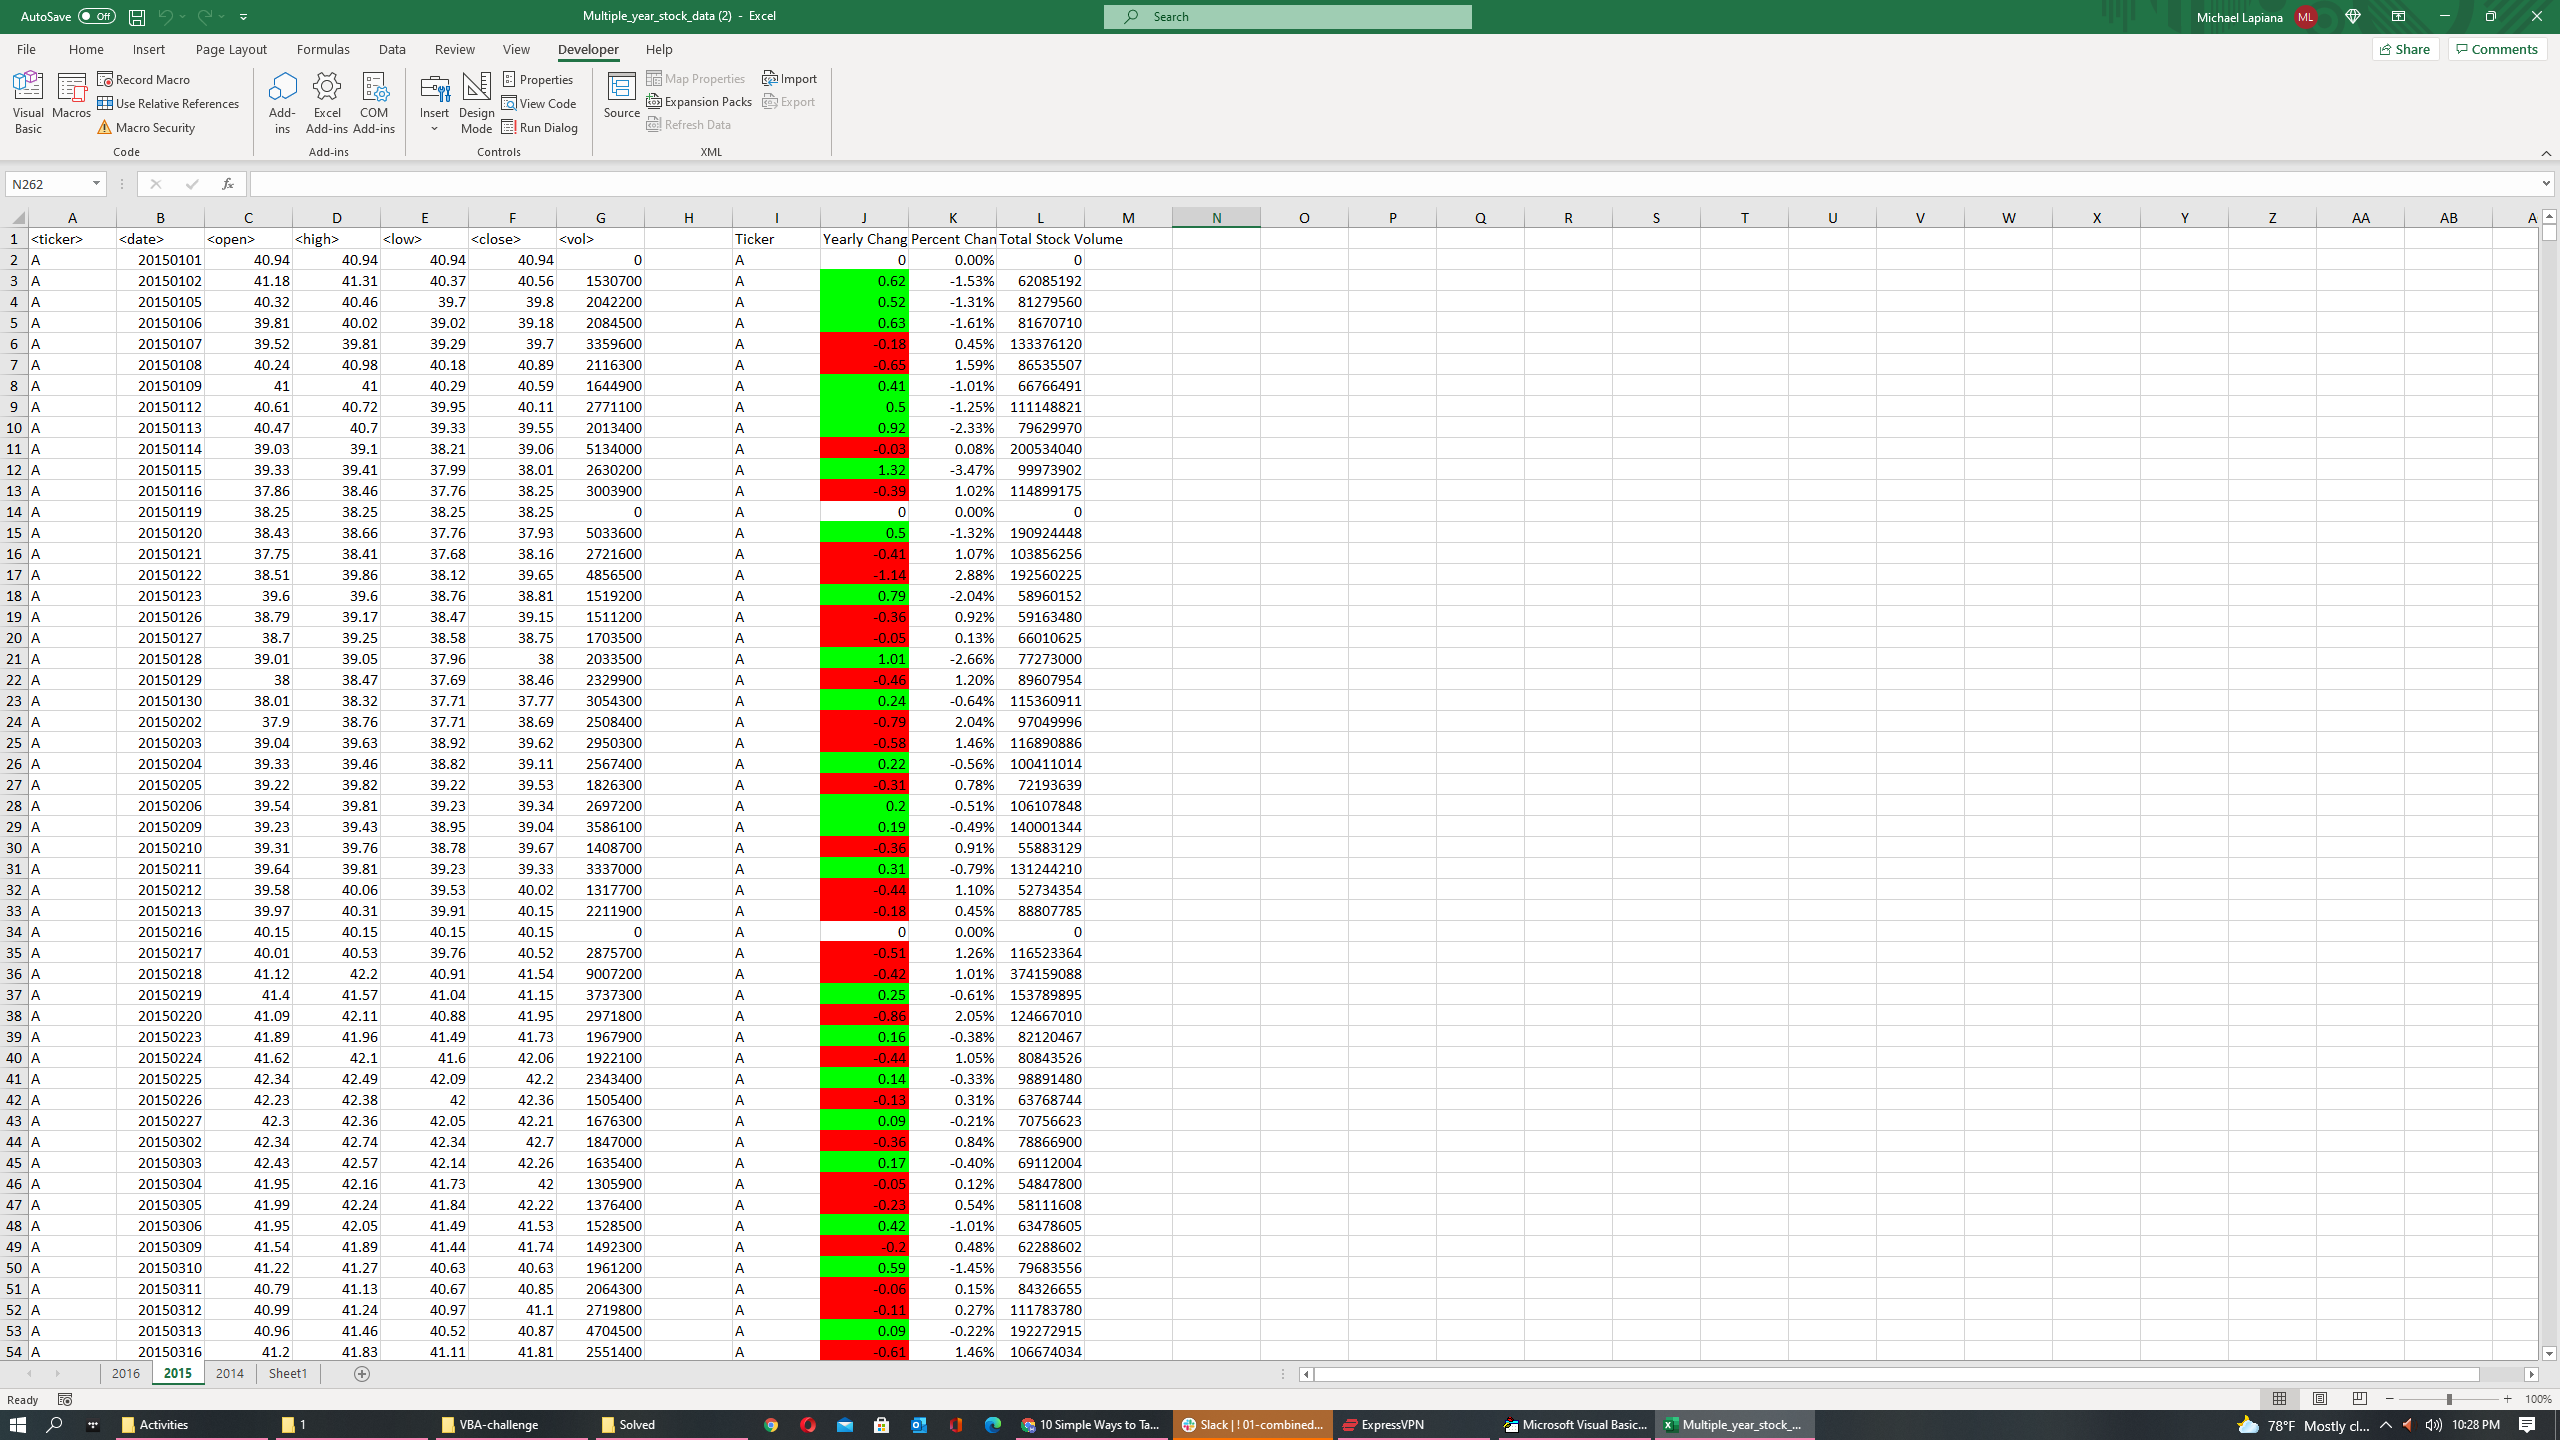 AutoSave Off Multiple_year_stock_data (2) - Excel Search Michael Lapiana ML
File Home Insert Page Layout Formulas Data Review View Developer Help Share Comments
Visual Basic Macros Record Macro Use Relative References Macro Security Add-ins Excel Add-ins COM Add-ins Insert Design Mode Properties View Code Run Dialog Source Map Properties Expansion Packs Refresh Data Import Export
Code Add-ins Controls XML
N262 fx
A B C D E F G H I J K L M N O P Q R S T U V W X Y Z AA AB A
1 <ticker> <date> <open> <high> <low> <close> <vol> Ticker Yearly Chang Percent Chan Total Stock Volume
2 A 20150101 40.94 40.94 40.94 40.94 0 A 0 0.00% 0
3 A 20150102 41.18 41.31 40.37 40.56 1530700 A 0.62 -1.53% 62085192
4 A 20150105 40.32 40.46 39.7 39.8 2042200 A 0.52 -1.31% 81279560
5 A 20150106 39.81 40.02 39.02 39.18 2084500 A 0.63 -1.61% 81670710
6 A 20150107 39.52 39.81 39.29 39.7 3359600 A -0.18 0.45% 133376120
7 A 20150108 40.24 40.98 40.18 40.89 2116300 A -0.65 1.59% 86535507
8 A 20150109 41 41 40.29 40.59 1644900 A 0.41 -1.01% 66766491
9 A 20150112 40.61 40.72 39.95 40.11 2771100 A 0.5 -1.25% 111148821
10 A 20150113 40.47 40.7 39.33 39.55 2013400 A 0.92 -2.33% 79629970
11 A 20150114 39.03 39.1 38.21 39.06 5134000 A -0.03 0.08% 200534040
12 A 20150115 39.33 39.41 37.99 38.01 2630200 A 1.32 -3.47% 99973902
13 A 20150116 37.86 38.46 37.76 38.25 3003900 A -0.39 1.02% 114899175
14 A 20150119 38.25 38.25 38.25 38.25 0 A 0 0.00% 0
15 A 20150120 38.43 38.66 37.76 37.93 5033600 A 0.5 -1.32% 190924448
16 A 20150121 37.75 38.41 37.68 38.16 2721600 A -0.41 1.07% 103856256
17 A 20150122 38.51 39.86 38.12 39.65 4856500 A -1.14 2.88% 192560225
18 A 20150123 39.6 39.6 38.76 38.81 1519200 A 0.79 -2.04% 58960152
19 A 20150126 38.79 39.17 38.47 39.15 1511200 A -0.36 0.92% 59163480
20 A 20150127 38.7 39.25 38.58 38.75 1703500 A -0.05 0.13% 66010625
21 A 20150128 39.01 39.05 37.96 38 2033500 A 1.01 -2.66% 77273000
22 A 20150129 38 38.47 37.69 38.46 2329900 A -0.46 1.20% 89607954
23 A 20150130 38.01 38.32 37.71 37.77 3054300 A 0.24 -0.64% 115360911
24 A 20150202 37.9 38.76 37.71 38.69 2508400 A -0.79 2.04% 97049996
25 A 20150203 39.04 39.63 38.92 39.62 2950300 A -0.58 1.46% 116890886
26 A 20150204 39.33 39.46 38.82 39.11 2567400 A 0.22 -0.56% 100411014
27 A 20150205 39.22 39.82 39.22 39.53 1826300 A -0.31 0.78% 72193639
28 A 20150206 39.54 39.81 39.23 39.34 2697200 A 0.2 -0.51% 106107848
29 A 20150209 39.23 39.43 38.95 39.04 3586100 A 0.19 -0.49% 140001344
30 A 20150210 39.31 39.76 38.78 39.67 1408700 A -0.36 0.91% 55883129
31 A 20150211 39.64 39.81 39.23 39.33 3337000 A 0.31 -0.79% 131244210
32 A 20150212 39.58 40.06 39.53 40.02 1317700 A -0.44 1.10% 52734354
33 A 20150213 39.97 40.31 39.91 40.15 2211900 A -0.18 0.45% 88807785
34 A 20150216 40.15 40.15 40.15 40.15 0 A 0 0.00% 0
35 A 20150217 40.01 40.53 39.76 40.52 2875700 A -0.51 1.26% 116523364
36 A 20150218 41.12 42.2 40.91 41.54 9007200 A -0.42 1.01% 374159088
37 A 20150219 41.4 41.57 41.04 41.15 3737300 A 0.25 -0.61% 153789895
38 A 20150220 41.09 42.11 40.88 41.95 2971800 A -0.86 2.05% 124667010
39 A 20150223 41.89 41.96 41.49 41.73 1967900 A 0.16 -0.38% 82120467
40 A 20150224 41.62 42.1 41.6 42.06 1922100 A -0.44 1.05% 80843526
41 A 20150225 42.34 42.49 42.09 42.2 2343400 A 0.14 -0.33% 98891480
42 A 20150226 42.23 42.38 42 42.36 1505400 A -0.13 0.31% 63768744
43 A 20150227 42.3 42.36 42.05 42.21 1676300 A 0.09 -0.21% 70756623
44 A 20150302 42.34 42.74 42.34 42.7 1847000 A -0.36 0.84% 78866900
45 A 20150303 42.43 42.57 42.14 42.26 1635400 A 0.17 -0.40% 69112004
46 A 20150304 41.95 42.16 41.73 42 1305900 A -0.05 0.12% 54847800
47 A 20150305 41.99 42.24 41.84 42.22 1376400 A -0.23 0.54% 58111608
48 A 20150306 41.95 42.05 41.49 41.53 1528500 A 0.42 -1.01% 63478605
49 A 20150309 41.54 41.89 41.44 41.74 1492300 A -0.2 0.48% 62288602
50 A 20150310 41.22 41.27 40.63 40.63 1961200 A 0.59 -1.45% 79683556
51 A 20150311 40.79 41.13 40.67 40.85 2064300 A -0.06 0.15% 84326655
52 A 20150312 40.99 41.24 40.97 41.1 2719800 A -0.11 0.27% 111783780
53 A 20150313 40.96 41.46 40.52 40.87 4704500 A 0.09 -0.22% 192272915
54 A 20150316 41.2 41.83 41.11 41.81 2551400 A -0.61 1.46% 106674034
2016 2015 2014 Sheet1
Ready 100%
Activities 1 VBA-challenge Solved 10 Simple Ways to Ta... Slack | ! 01-combined... ExpressVPN Microsoft Visual Basic... Multiple_year_stock_... 78°F Mostly cl... 10:28 PM